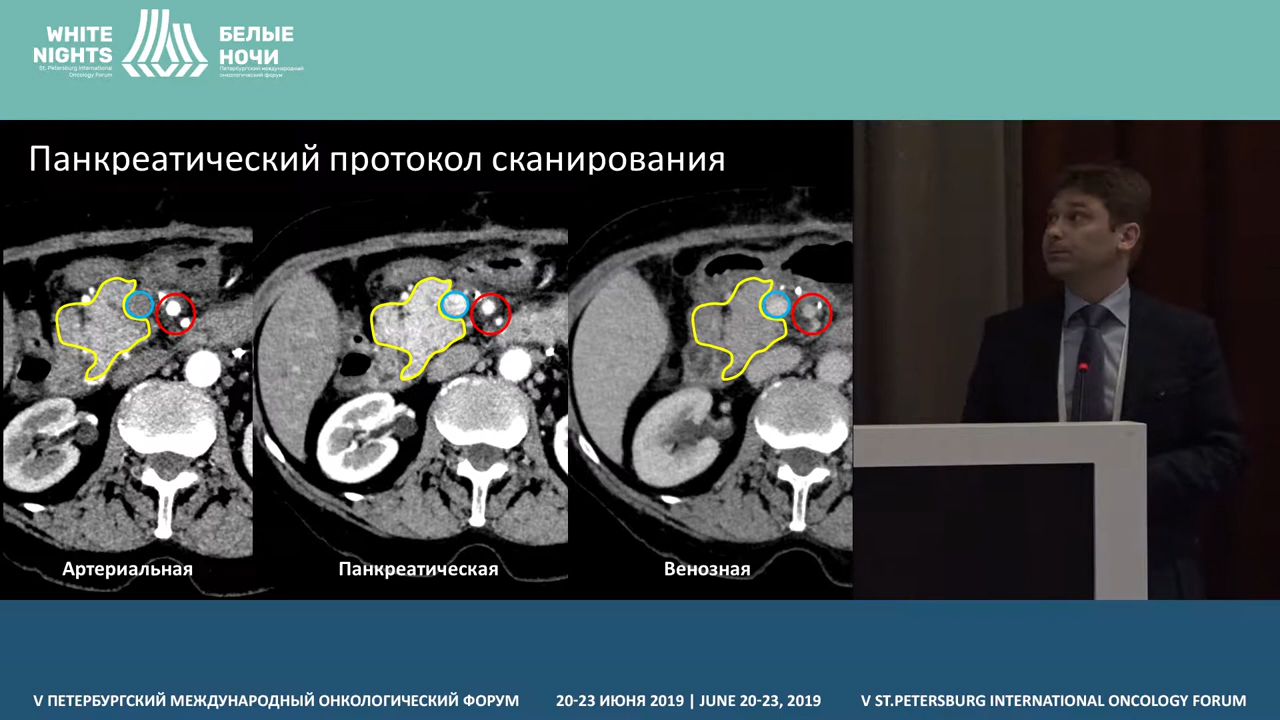 WHITE
NIGHTS
St. Petersburg International
Oncology Forum
БЕЛЫЕ
НОЧИ
Петербургский международный
онкологический форум
Панкреатический протокол сканирования
Артериальная
Панкреатическая
Венозная
V ПЕТЕРБУРГСКИЙ МЕЖДУНАРОДНЫЙ ОНКОЛОГИЧЕСКИЙ ФОРУМ
20-23 ИЮНЯ 2019 | JUNE 20-23, 2019
V ST.PETERSBURG INTERNATIONAL ONCOLOGY FORUM